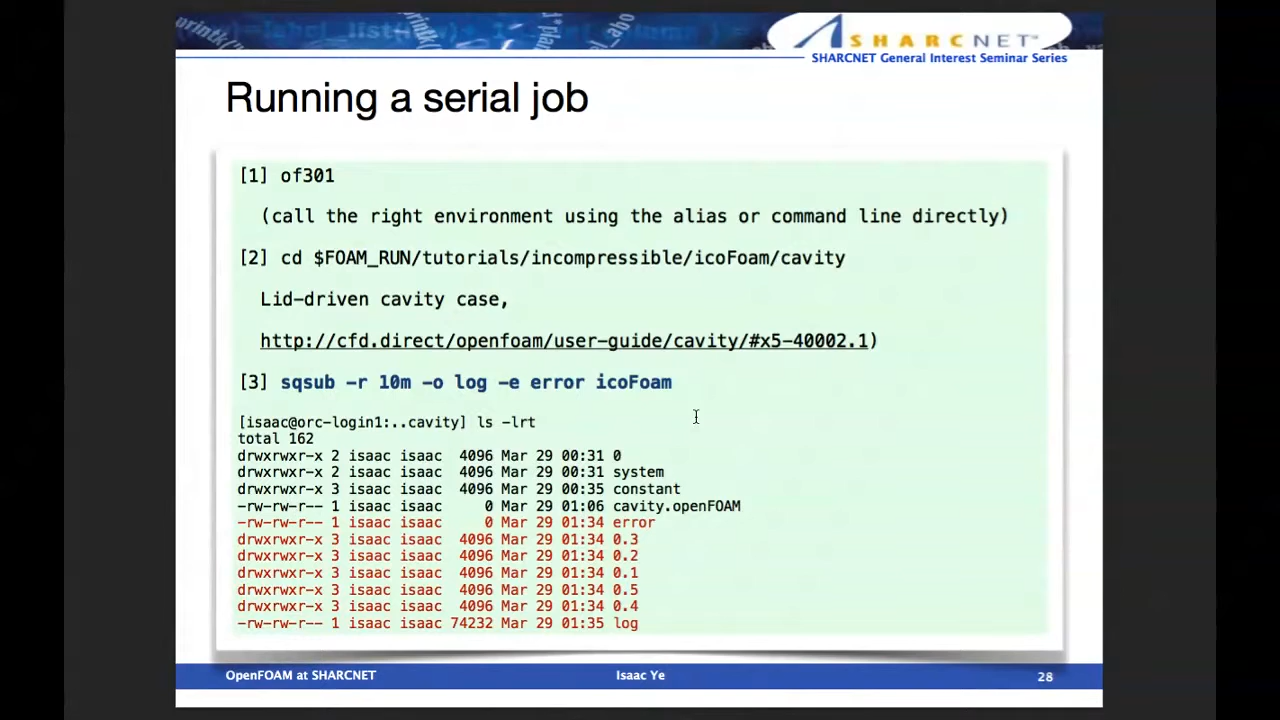 SHARCNET
SHARCNET General Interest Seminar Series
Running a serial job
[1] of301
(call the right environment using the alias or command line directly)
[2] cd $FOAM_RUN/tutorials/incompressible/icoFoam/cavity
Lid-driven cavity case,
http://cfd.direct/openfoam/user-guide/cavity/#x5-40002.1)
[3] sqsub -r 10m -o log -e error icoFoam
[isaac@orc-login1:..cavity] ls -lrt
total 162
drwxrwxr-x 2 isaac isaac 4096 Mar 29 00:31 0
drwxrwxr-x 2 isaac isaac 4096 Mar 29 00:31 system
drwxrwxr-x 3 isaac isaac 4096 Mar 29 00:35 constant
-rw-rw-r-- 1 isaac isaac 0 Mar 29 01:06 cavity.openFOAM
-rw-rw-r-- 1 isaac isaac 0 Mar 29 01:34 error
drwxrwxr-x 3 isaac isaac 4096 Mar 29 01:34 0.3
drwxrwxr-x 3 isaac isaac 4096 Mar 29 01:34 0.2
drwxrwxr-x 3 isaac isaac 4096 Mar 29 01:34 0.1
drwxrwxr-x 3 isaac isaac 4096 Mar 29 01:34 0.5
drwxrwxr-x 3 isaac isaac 4096 Mar 29 01:34 0.4
-rw-rw-r-- 1 isaac isaac 74232 Mar 29 01:35 log
OpenFOAM at SHARCNET
Isaac Ye
28